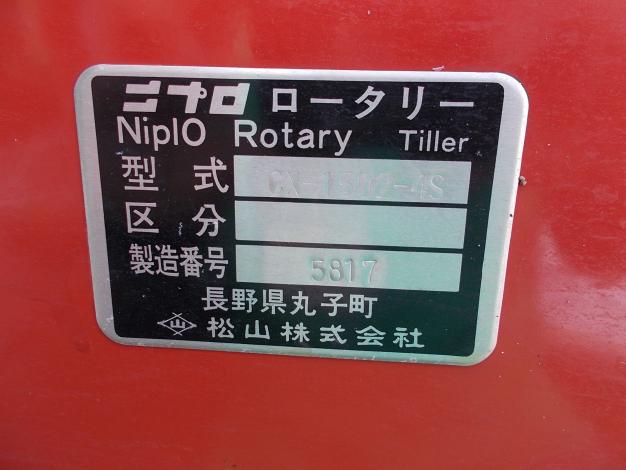 ニプロ ロータリー
NiplO Rotary Tiller
型式
区分
製造番号 5817
長野県丸子町
松山株式会社